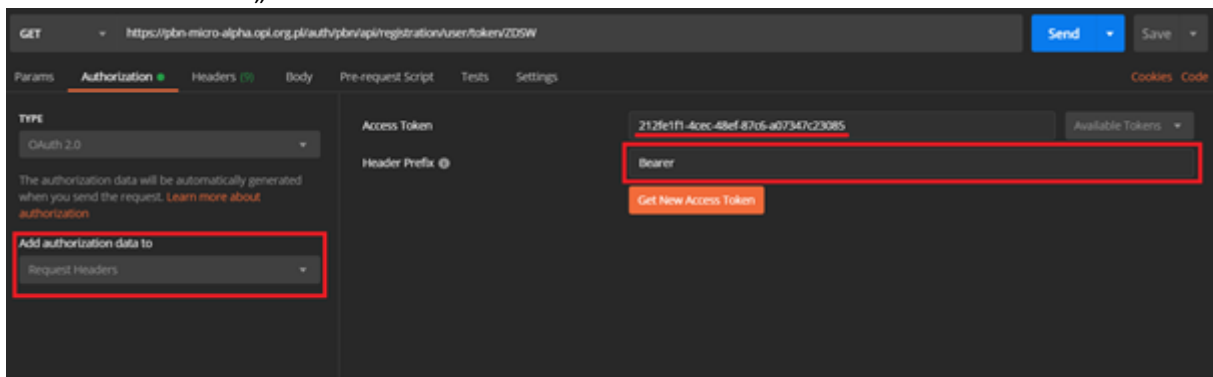 „
GET https://pbn-micro-alpha.opi.org.pl/auth/pbn/api/registration/user/token/ZDSW Send Save
Params Authorization Headers (9) Body Pre-request Script Tests Settings Cookies Code
TYPE
OAuth 2.0
The authorization data will be automatically generated
when you send the request. Learn more about
authorization
Add authorization data to
Request Headers
Access Token 212fe1f1-4cec-48ef-87c6-a07347c23085 Available Tokens
Header Prefix Bearer
Get New Access Token